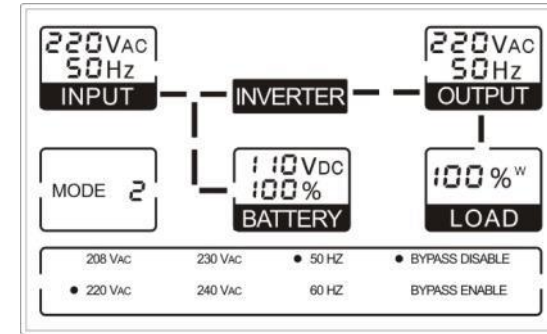 220VAC
50Hz
INPUT
INVERTER
220VAC
50Hz
OUTPUT
MODE 2
110VDC
100%
BATTERY
100%W
LOAD
208 VAC 230 VAC • 50 HZ • BYPASS DISABLE
• 220 VAC 240 VAC 60 HZ BYPASS ENABLE